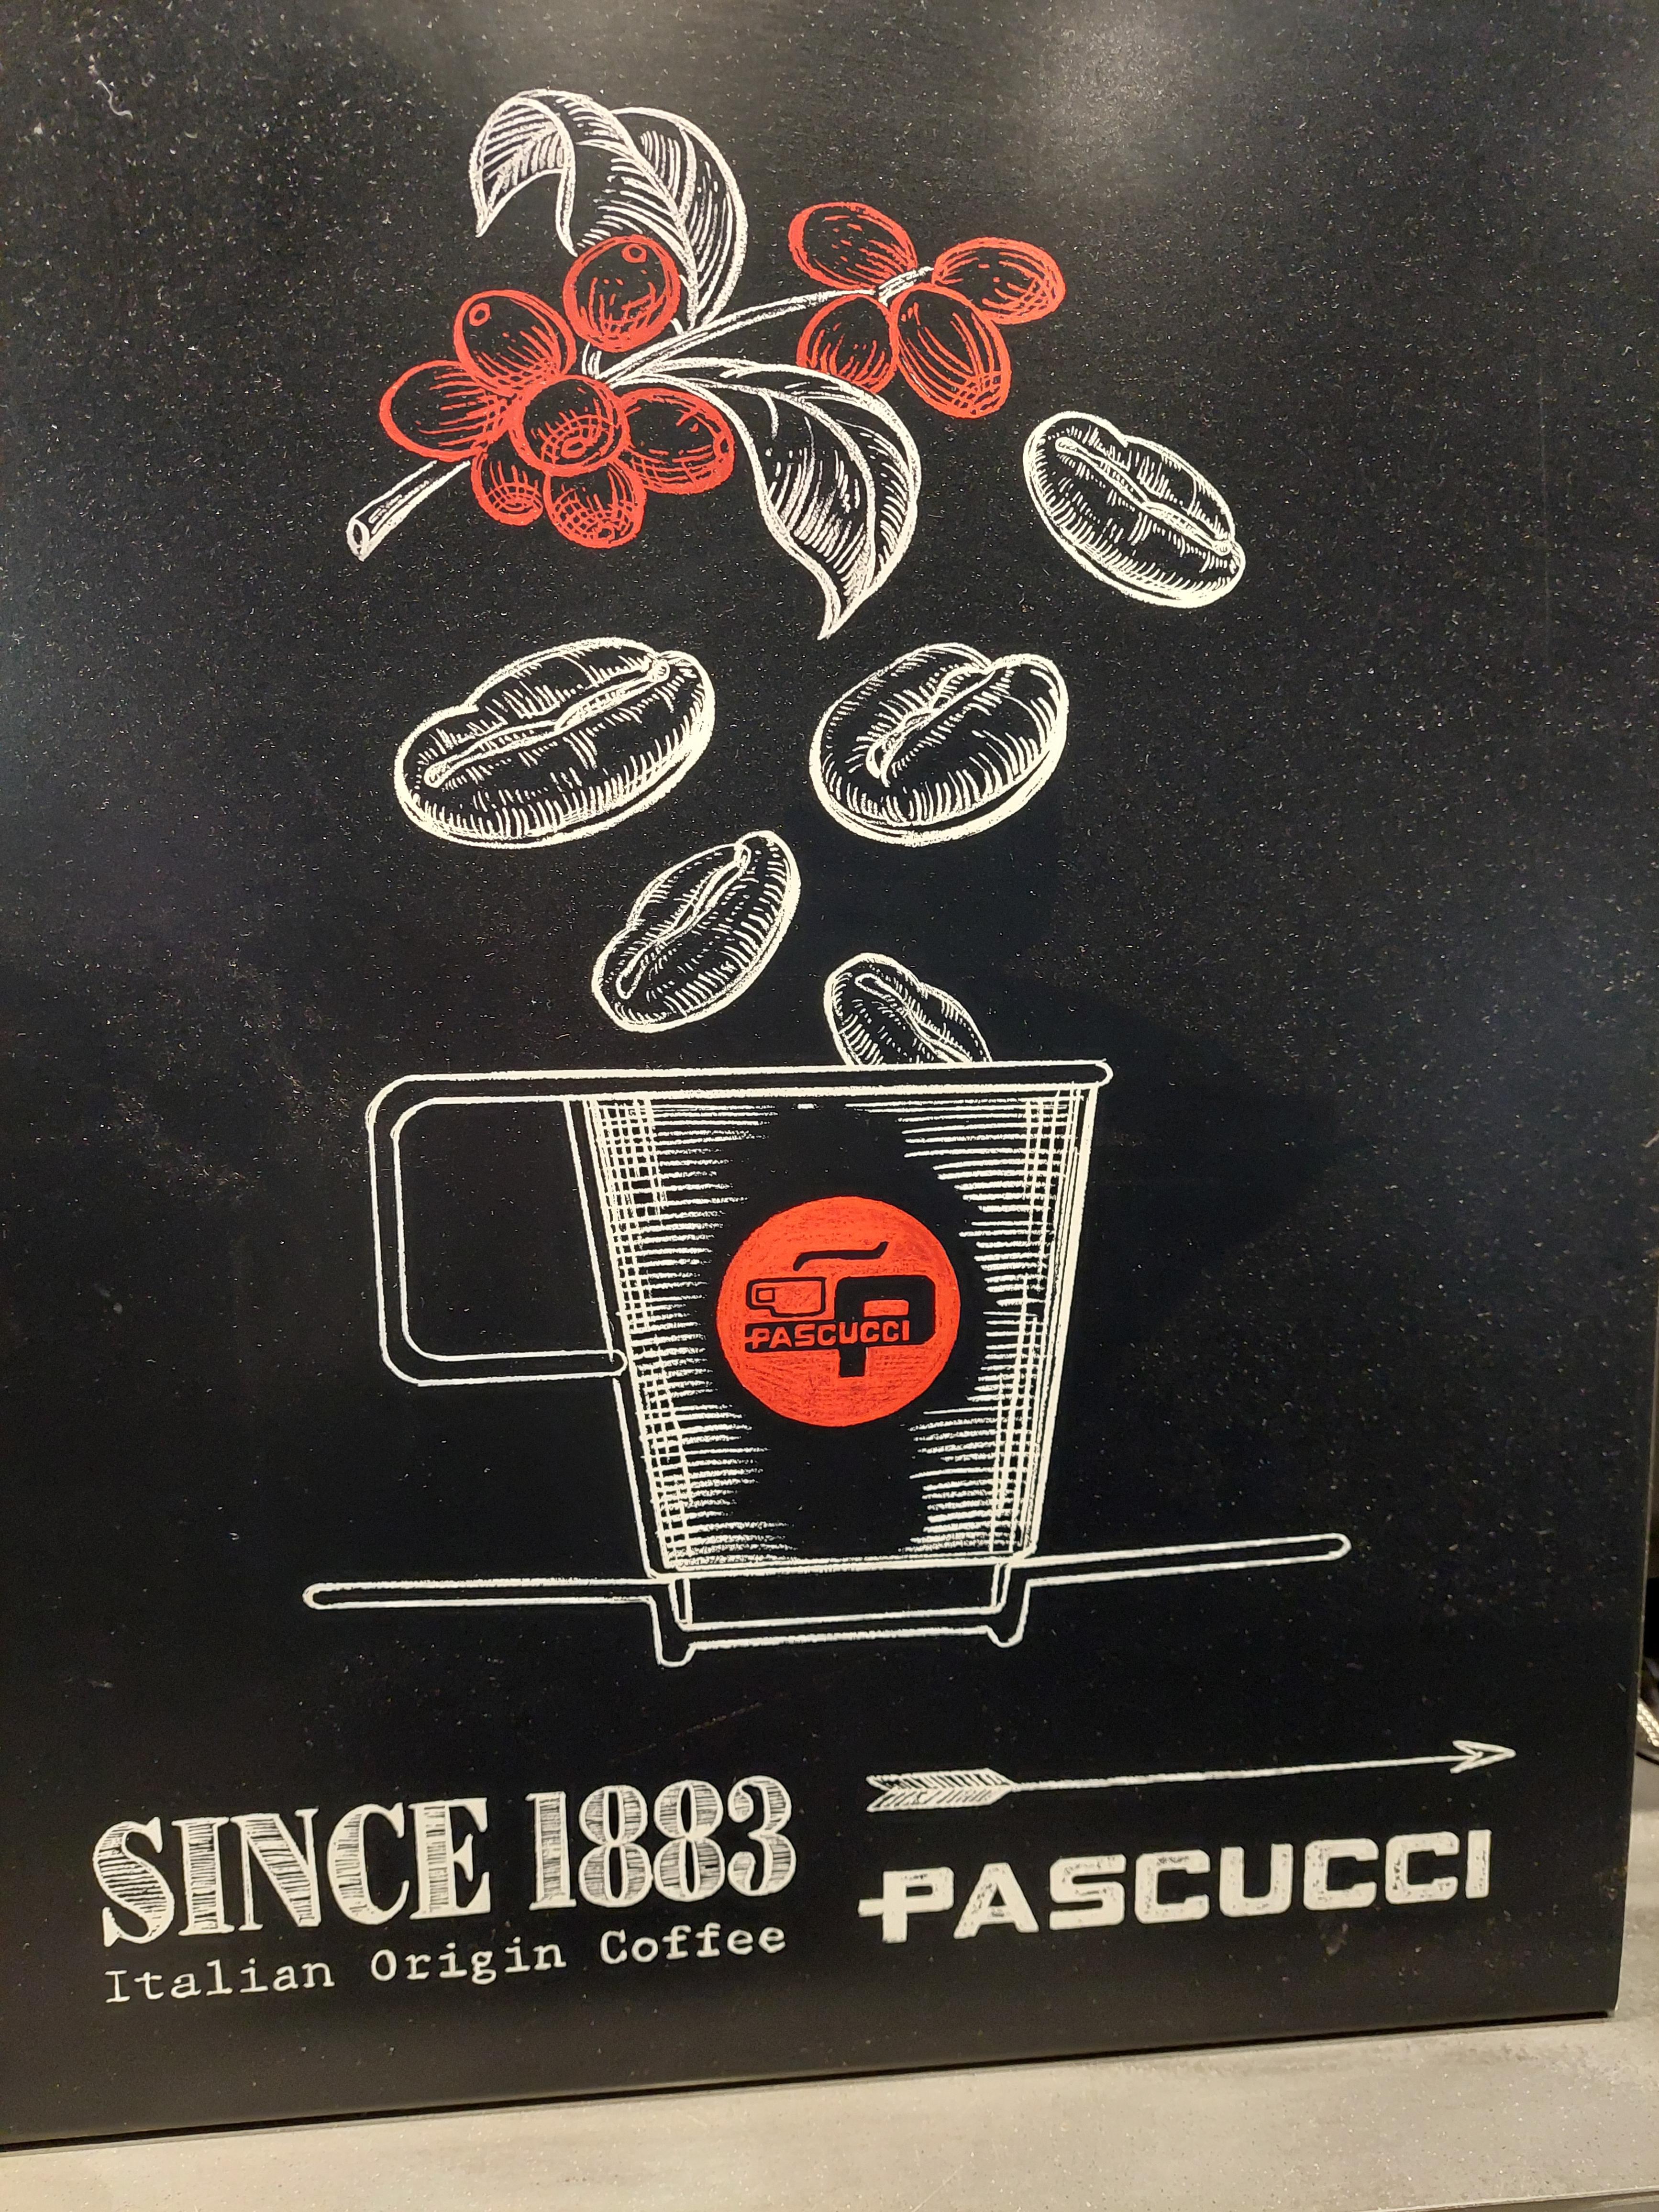 PASCUCCI
SINCE 1883
Italian Origin Coffee
PASCUCCI